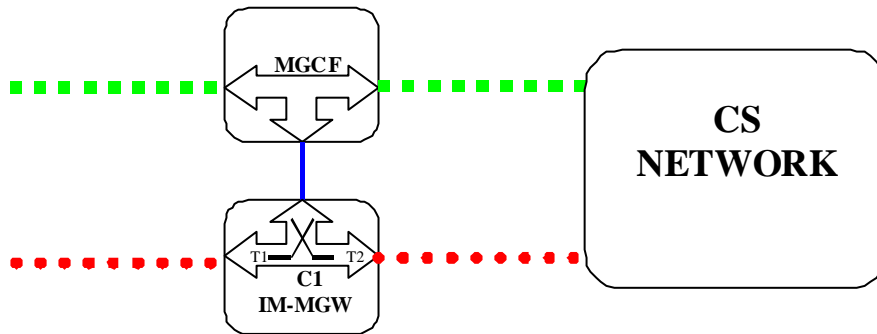 MGCF
CS
NETWORK
T1 T2
C1
IM-MGW